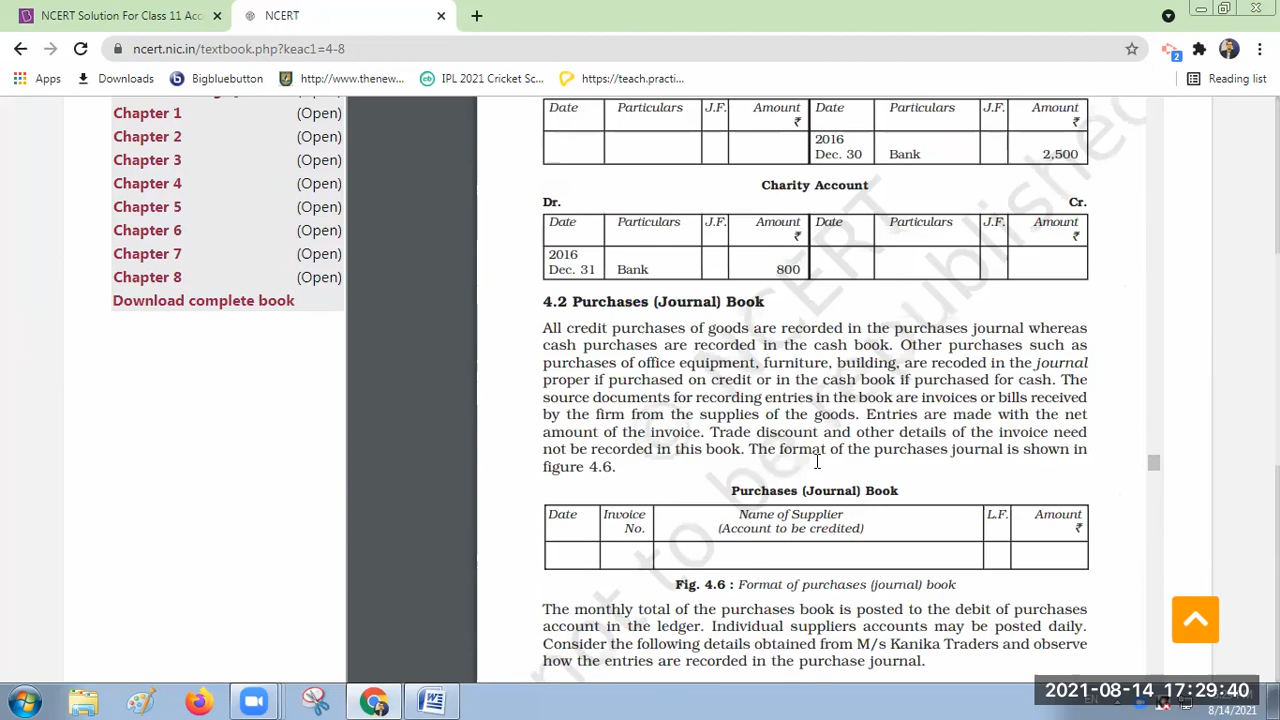 NCERT Solution For Class 11 Acc
NCERT
ncert.nic.in/textbook.php?keac1=4-8
2
Apps
Downloads
Bigbluebutton
http://www.thenew...
IPL 2021 Cricket Sc...
https://teach.practi...
Reading list
Chapter 1 (Open)
Chapter 2 (Open)
Chapter 3 (Open)
Chapter 4 (Open)
Chapter 5 (Open)
Chapter 6 (Open)
Chapter 7 (Open)
Chapter 8 (Open)
Download complete book
Date Particulars J.F. Amount ₹ Date Particulars J.F. Amount ₹
2016
Dec. 30 Bank 2,500
Charity Account
Dr. Cr.
Date Particulars J.F. Amount ₹ Date Particulars J.F. Amount ₹
2016
Dec. 31 Bank 800
4.2 Purchases (Journal) Book
All credit purchases of goods are recorded in the purchases journal whereas
cash purchases are recorded in the cash book. Other purchases such as
purchases of office equipment, furniture, building, are recoded in the journal
proper if purchased on credit or in the cash book if purchased for cash. The
source documents for recording entries in the book are invoices or bills received
by the firm from the supplies of the goods. Entries are made with the net
amount of the invoice. Trade discount and other details of the invoice need
not be recorded in this book. The format of the purchases journal is shown in
figure 4.6.
Purchases (Journal) Book
Date Invoice No. Name of Supplier (Account to be credited) L.F. Amount ₹
Fig. 4.6 : Format of purchases (journal) book
The monthly total of the purchases book is posted to the debit of purchases
account in the ledger. Individual suppliers accounts may be posted daily.
Consider the following details obtained from M/s Kanika Traders and observe
how the entries are recorded in the purchase journal.
© NCERT
not to be republished
2021-08-14 17:29:40
8/14/2021